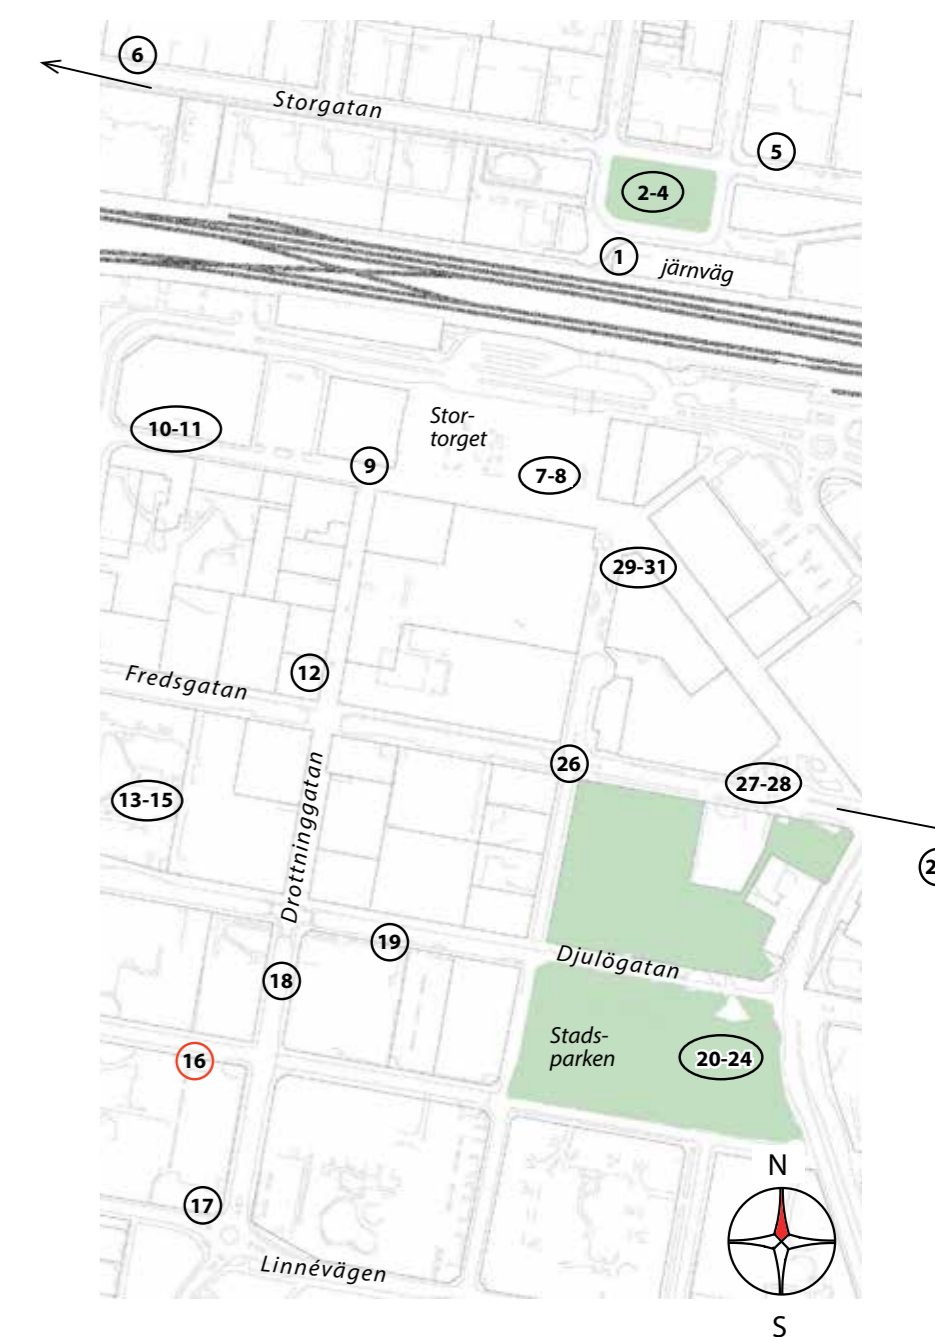 6
Storgatan
5
2-4
1
järnväg
Stor-
torget
10-11
9
7-8
29-31
12
Fredsgatan
26
27-28
13-15
Drottninggatan
2
19
Djulögatan
18
Stads-
parken
16
20-24
N
17
Linnévägen
S